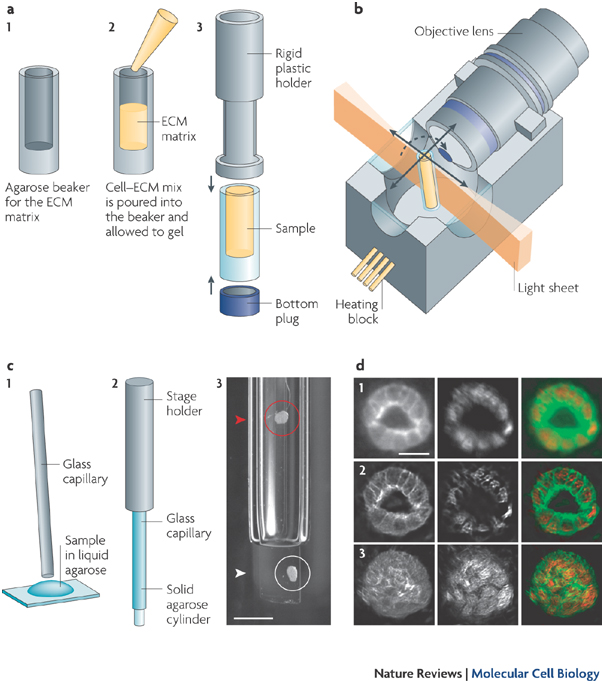 a
1
2
3
Rigid
plastic
holder
ECM
matrix
Agarose beaker
for the ECM
matrix
Cell–ECM mix
is poured into
the beaker and
allowed to gel
Sample
Bottom
plug
b
Objective lens
Light sheet
Heating
block
c
1
2
3
Stage
holder
Glass
capillary
Sample
in liquid
agarose
Glass
capillary
Solid
agarose
cylinder
d
1
2
3
Nature Reviews | Molecular Cell Biology